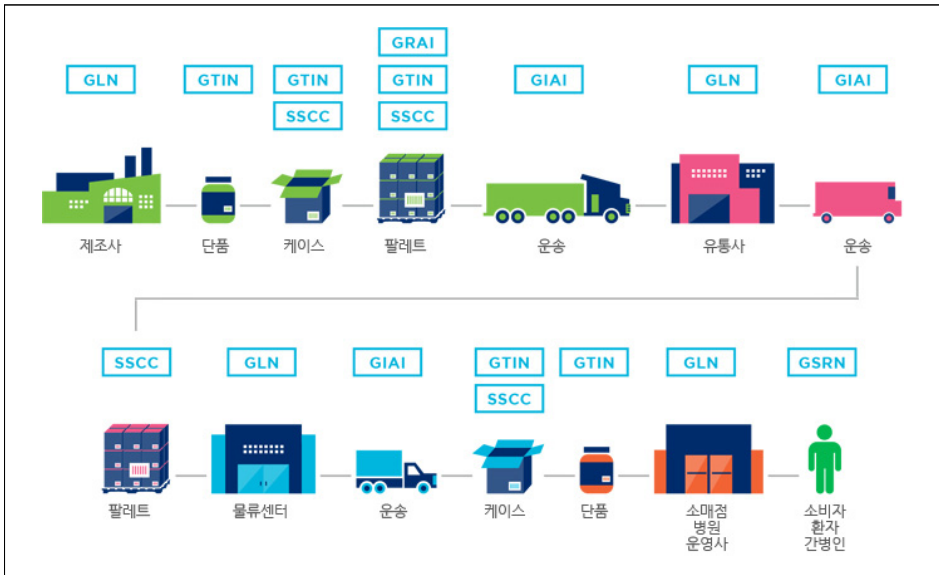 GRAI
GLN GTIN GTIN GTIN GIAI GLN GIAI
SSCC SSCC
제조사 단품 케이스 팔레트 운송 유통사 운송
SSCC GLN GIAI GTIN GTIN GLN GSRN
SSCC
팔레트 물류센터 운송 케이스 단품 소매점 소비자
병원 환자
운영사 간병인